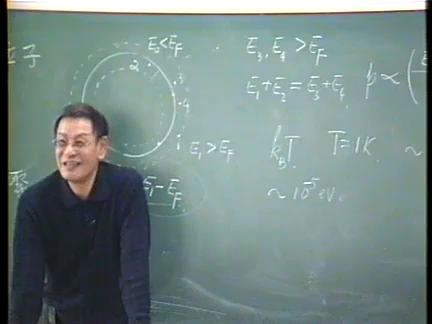 粒子
E₂<E_F
E₃, E₄ >E_F
2
3
4
E₁+E₂=E₃+E₄
p ∝ (
1
E₁ > E_F
k_BT T=1K ~
E₁-E_F
~ 10⁻⁵ eV